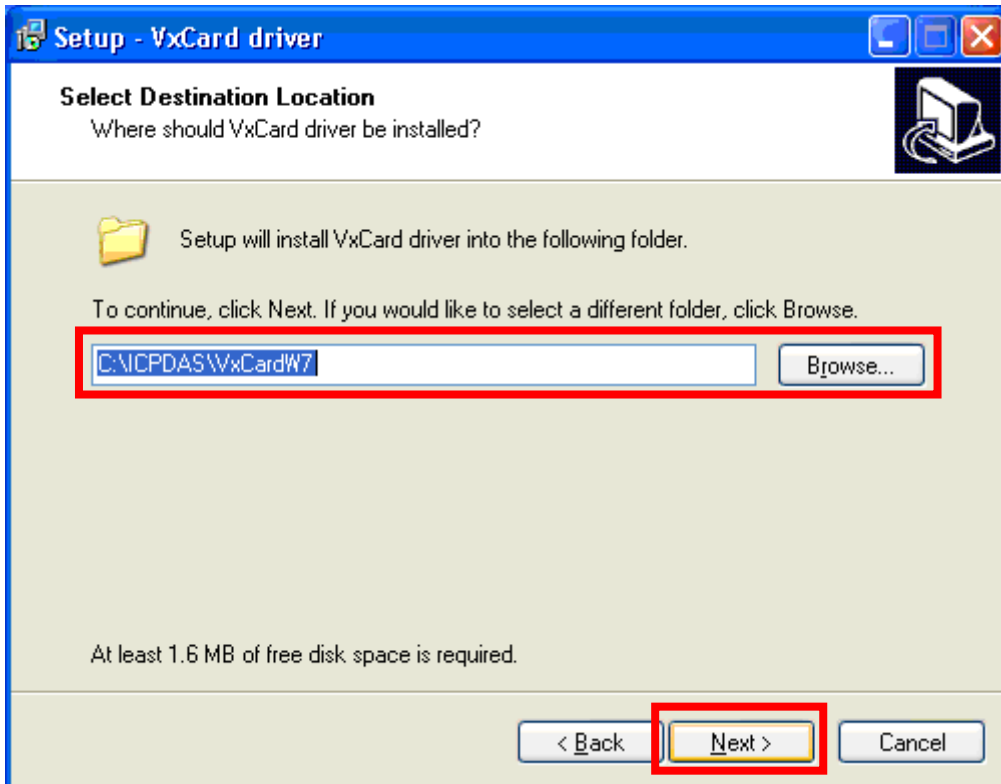 Setup - VxCard driver
Select Destination Location
Where should VxCard driver be installed?
Setup will install VxCard driver into the following folder.
To continue, click Next. If you would like to select a different folder, click Browse.
C:\ICPDAS\VxCardW7
Browse...
At least 1.6 MB of free disk space is required.
< Back
Next >
Cancel